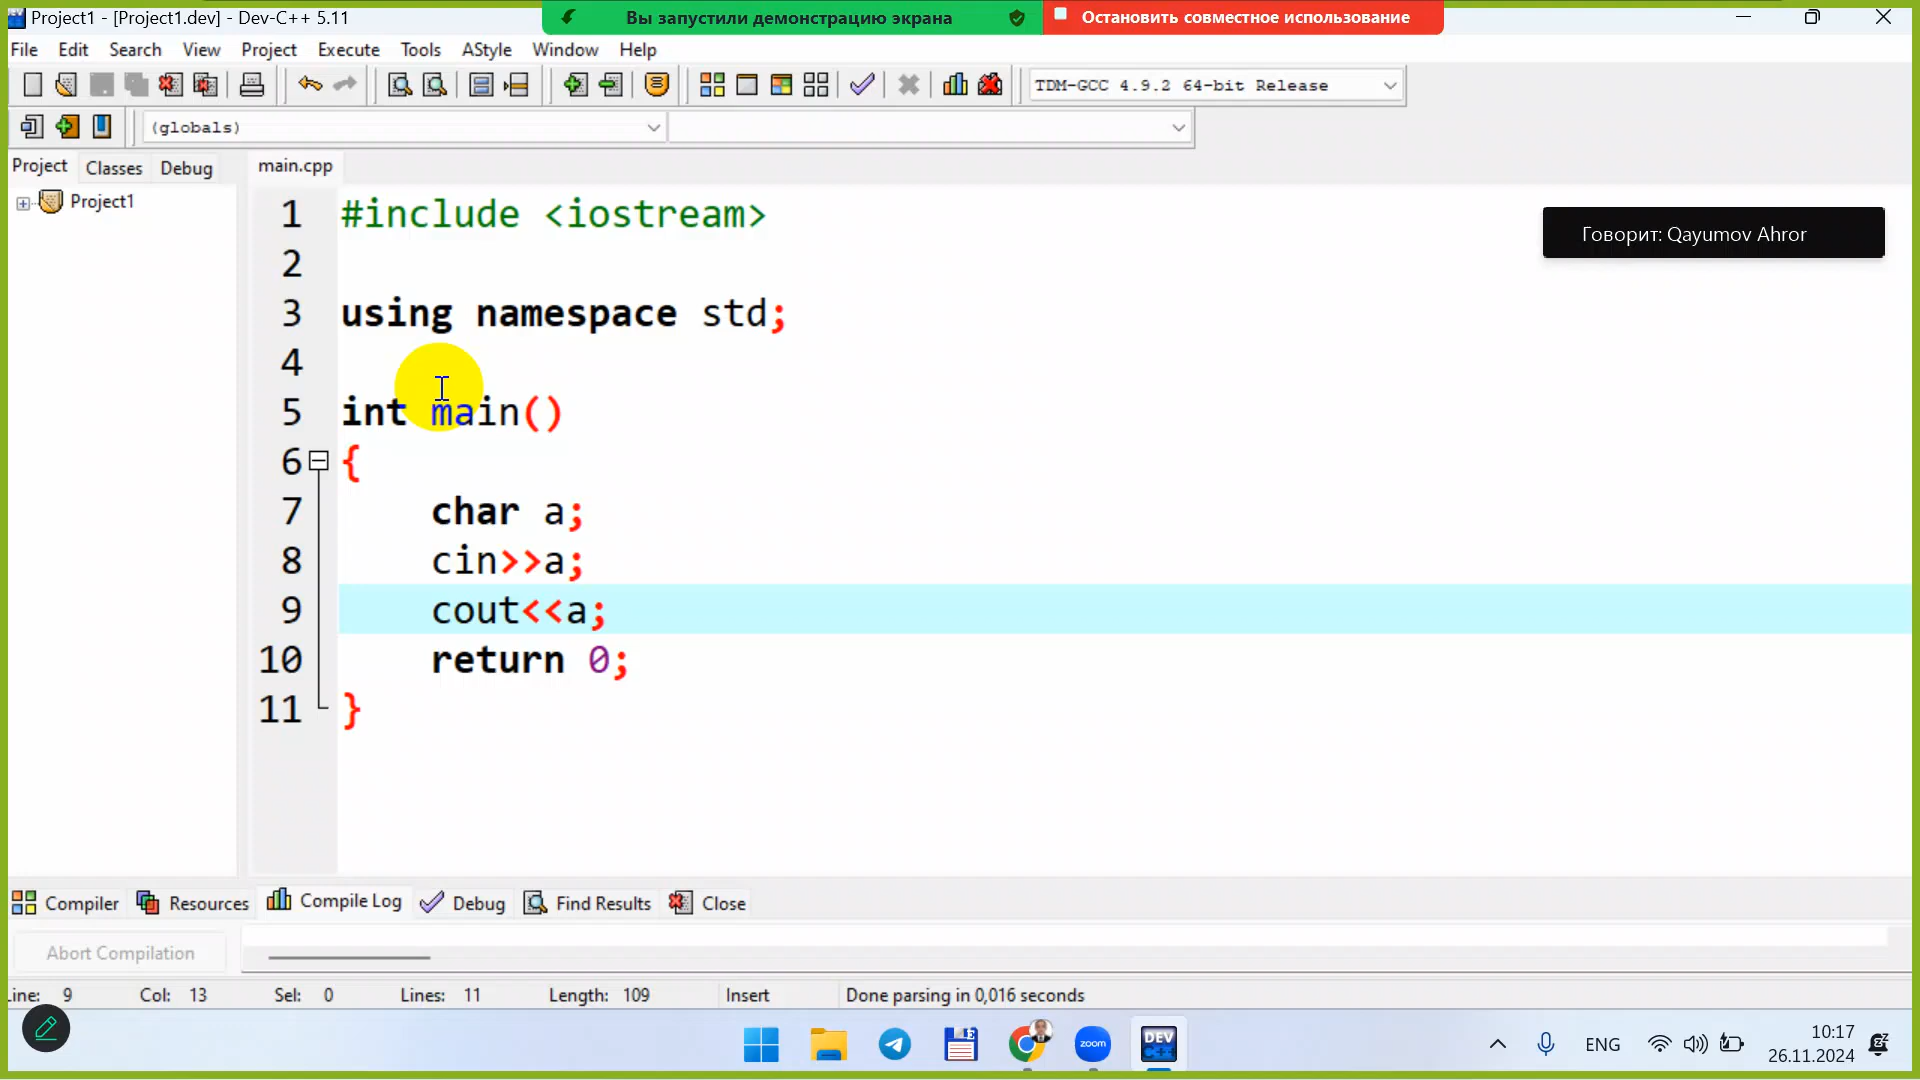 Project1 - [Project1.dev] - Dev-C++ 5.11
Вы запустили демонстрацию экрана
Остановить совместное использование
File Edit Search View Project Execute Tools AStyle Window Help
TDM-GCC 4.9.2 64-bit Release
(globals)
Project Classes Debug
main.cpp
Project1
Говорит: Qayumov Ahror
1 #include <iostream>
2
3 using namespace std;
4
5 int main()
6 {
7 char a;
8 cin>>a;
9 cout<<a;
10 return 0;
11 }
Compiler Resources Compile Log Debug Find Results Close
Abort Compilation
Line: 9 Col: 13 Sel: 0 Lines: 11 Length: 109 Insert Done parsing in 0,016 seconds
zoom
DEV C++
ENG
10:17
26.11.2024